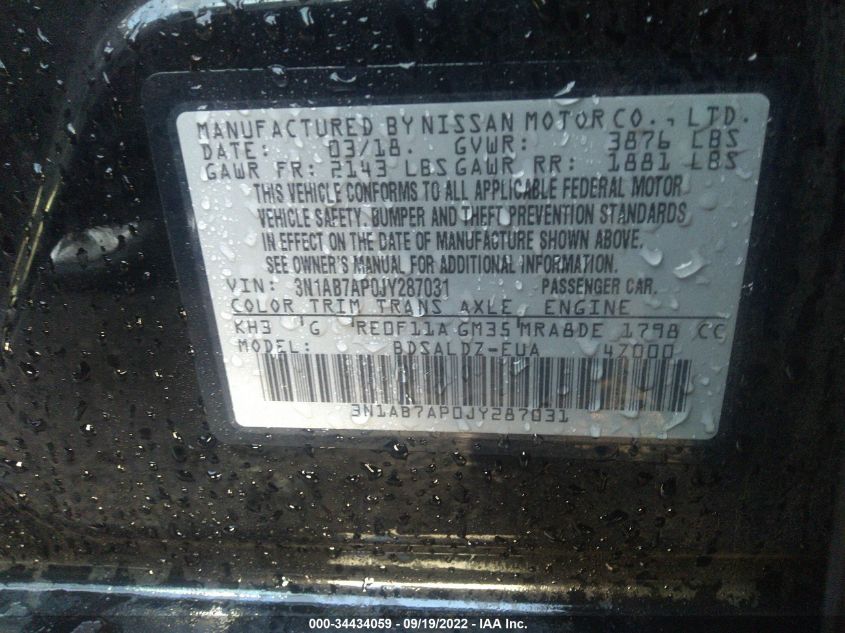 MANUFACTURED BY NISSAN MOTOR CO., LTD.
DATE: 03/18. GVWR: 3876 LBS
GAWR FR: 2143 LBS GAWR RR: 1881 LBS
THIS VEHICLE CONFORMS TO ALL APPLICABLE FEDERAL MOTOR
VEHICLE SAFETY, BUMPER AND THEFT PREVENTION STANDARDS
IN EFFECT ON THE DATE OF MANUFACTURE SHOWN ABOVE.
SEE OWNER'S MANUAL FOR ADDITIONAL INFORMATION.
VIN: 3N1AB7AP0JY287031 PASSENGER CAR.
COLOR TRIM TRANS AXLE ENGINE
KH3 'G RE0F11A GM35 MRA8DE 1798 CC
MODEL: BDSALDZ-EUA 47000
3N1AB7AP0JY287031
000-34434059 - 09/19/2022 - IAA Inc.